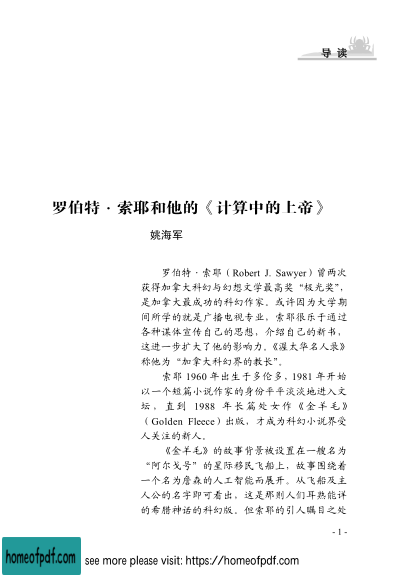 导 读
罗伯特·索耶和他的《计算中的上帝》
姚海军
罗伯特·索耶（Robert J. Sawyer）曾两次
获得加拿大科幻与幻想文学最高奖“极光奖”，
是加拿大最成功的科幻作家。或许因为大学期
间所学的就是广播电视专业，索耶很乐于通过
各种媒体宣传自己的思想，介绍自己的新书，
这进一步扩大了他的影响力。《渥太华名人录》
称他为“加拿大科幻界的教长”。
索耶 1960 年出生于多伦多，1981 年开始
以一个短篇小说作家的身份平平淡淡地进入文
坛，直到 1988 年长篇处女作《金羊毛》
（Golden Fleece）出版，才成为科幻小说界受
人关注的新人。
《金羊毛》的故事背景被设置在一艘名为
“阿尔戈号”的星际移民飞船上，故事围绕着
一个名为詹森的人工智能而展开。从飞船及主
人公的名字即可看出，这是那则人们耳熟能详
的希腊神话的科幻版。但索耶的引人瞩目之处
- 1 -
homeofpdf.com
see more please visit: https://homeofpdf.com